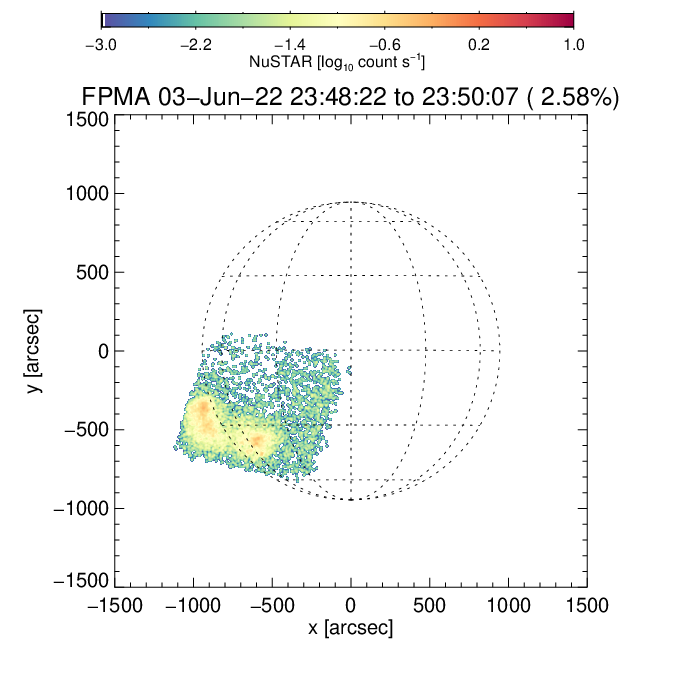 −3.0 −2.2 −1.4 −0.6 0.2 1.0
NuSTAR [log₁₀ count s⁻¹]
FPMA 03−Jun−22 23:48:22 to 23:50:07 ( 2.58%)
1500
1000
500
0
−500
−1000
−1500
y [arcsec]
−1500 −1000 −500 0 500 1000 1500
x [arcsec]